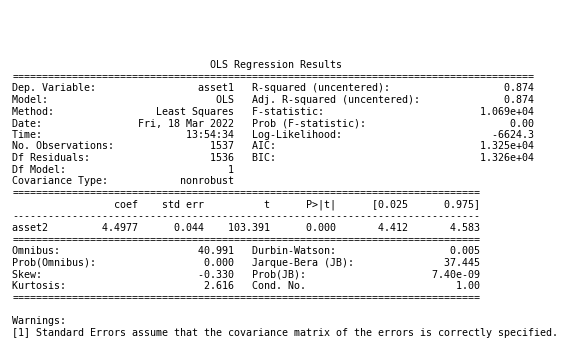 OLS Regression Results
==============================================================================
Dep. Variable: asset1 R-squared (uncentered): 0.874
Model: OLS Adj. R-squared (uncentered): 0.874
Method: Least Squares F-statistic: 1.069e+04
Date: Fri, 18 Mar 2022 Prob (F-statistic): 0.00
Time: 13:54:34 Log-Likelihood: -6624.3
No. Observations: 1537 AIC: 1.325e+04
Df Residuals: 1536 BIC: 1.326e+04
Df Model: 1
Covariance Type: nonrobust
==============================================================================
coef std err t P>|t| [0.025 0.975]
------------------------------------------------------------------------------
asset2 4.4977 0.044 103.391 0.000 4.412 4.583
==============================================================================
Omnibus: 40.991 Durbin-Watson: 0.005
Prob(Omnibus): 0.000 Jarque-Bera (JB): 37.445
Skew: -0.330 Prob(JB): 7.40e-09
Kurtosis: 2.616 Cond. No. 1.00
==============================================================================
Warnings:
[1] Standard Errors assume that the covariance matrix of the errors is correctly specified.